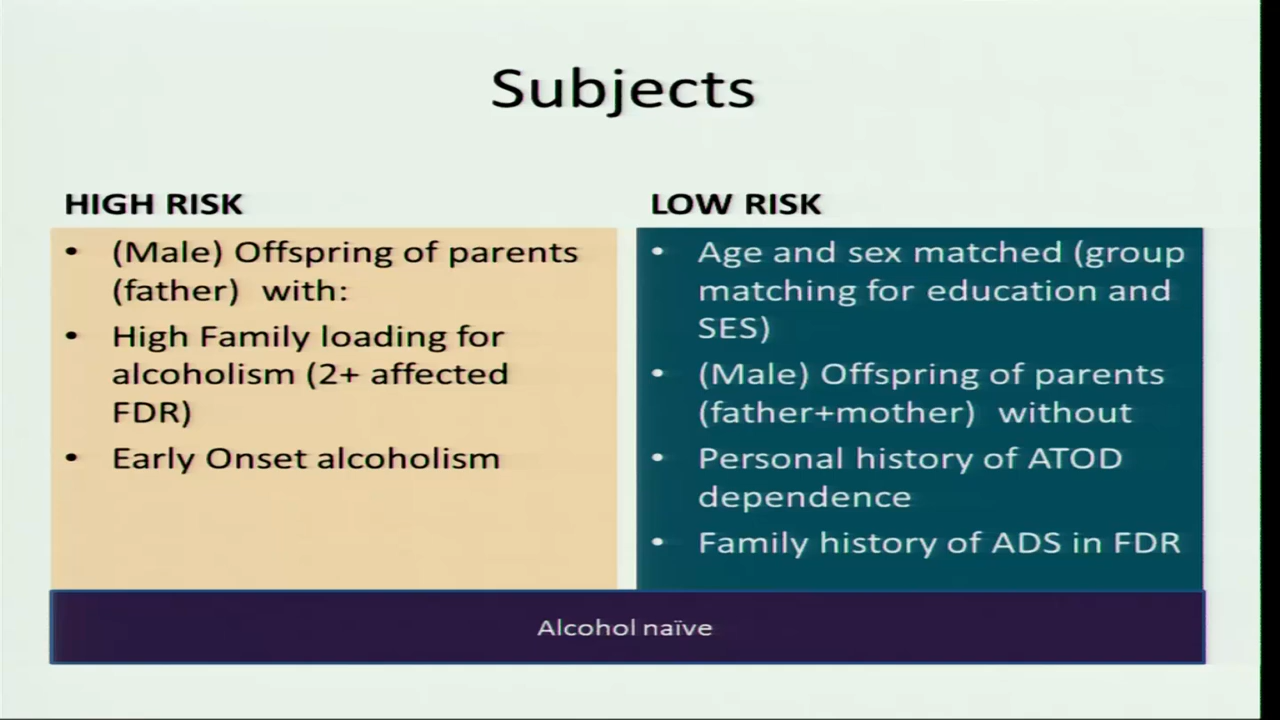 Subjects
HIGH RISK
• (Male) Offspring of parents
(father) with:
• High Family loading for
alcoholism (2+ affected
FDR)
• Early Onset alcoholism
LOW RISK
• Age and sex matched (group
matching for education and
SES)
• (Male) Offspring of parents
(father+mother) without
• Personal history of ATOD
dependence
• Family history of ADS in FDR
Alcohol naïve